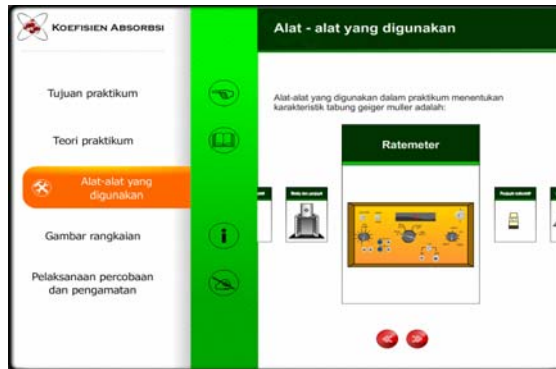 KOEFISIEN ABSORBSI
Tujuan praktikum
Teori praktikum
Alat-alat yang
digunakan
Gambar rangkaian
Pelaksanaan percobaan
dan pengamatan
Alat - alat yang digunakan
Alat-alat yang digunakan dalam praktikum menentukan
karakteristik tabung geiger muller adalah:
Ratemeter